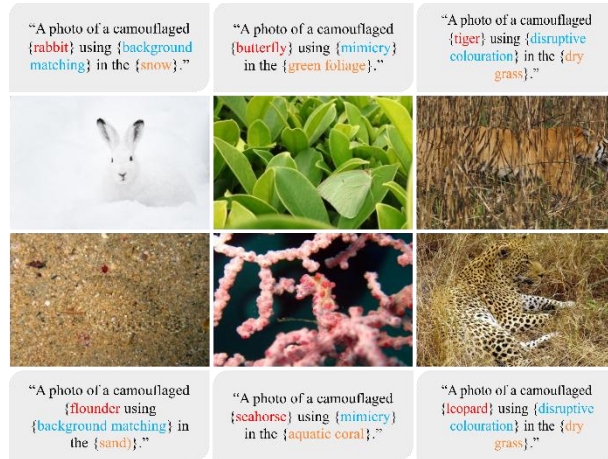 “A photo of a camouflaged
{rabbit} using {background
matching} in the {snow}.”
“A photo of a camouflaged
{butterfly} using {mimicry}
in the {green foliage}.”
“A photo of a camouflaged
{tiger} using {disruptive
colouration} in the {dry
grass}.”
“A photo of a camouflaged
{flounder using
{background matching} in
the {sand)}.”
“A photo of a camouflaged
{seahorse} using {mimicry}
in the {aquatic coral}.”
“A photo of a camouflaged
{leopard} using {disruptive
colouration} in the {dry
grass}.”